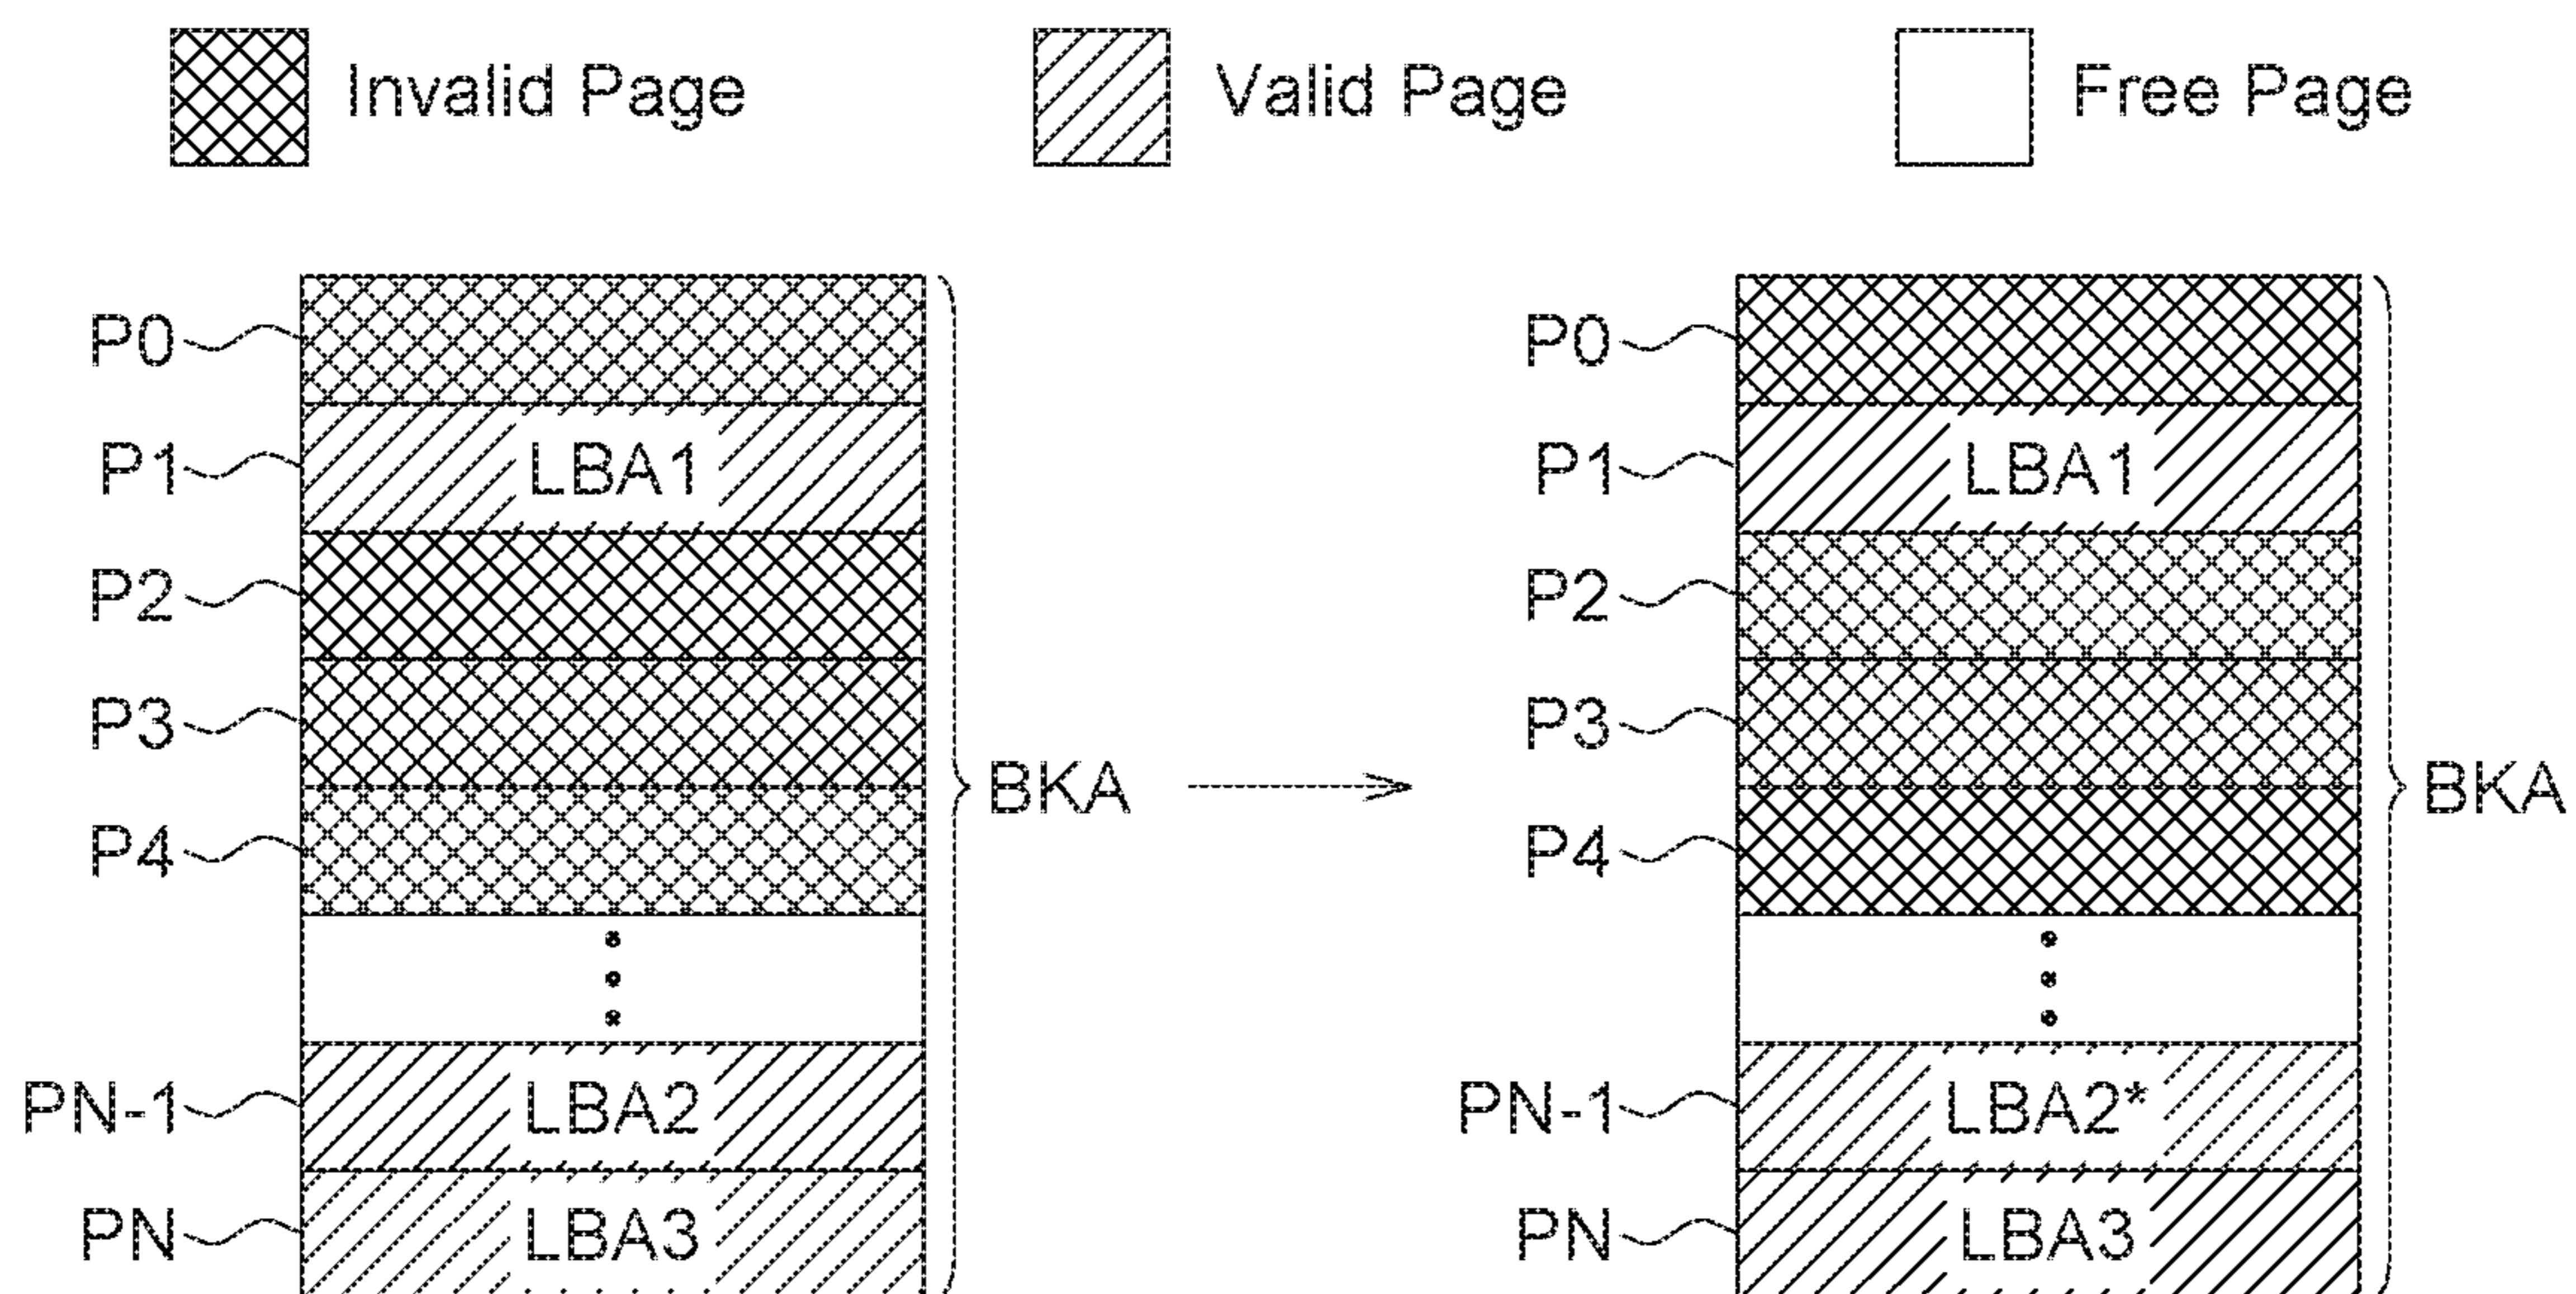 Invalid Page Valid Page Free Page
P0 P0
P1 LBA1 P1 LBA1
P2 P2
P3 P3
BKA BKA
P4 P4
PN-1 LBA2 PN-1 LBA2*
PN LBA3 PN LBA3